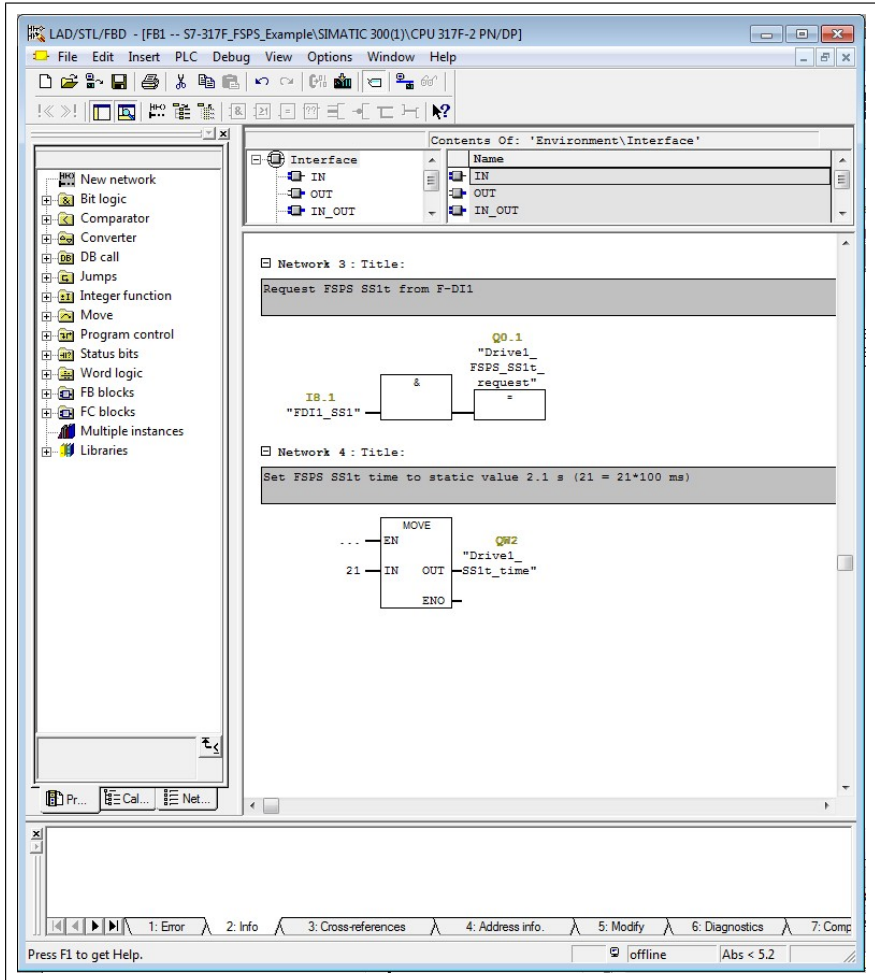 LAD/STL/FBD - [FB1 -- S7-317F_FSPS_Example\SIMATIC 300(1)\CPU 317F-2 PN/DP]
File Edit Insert PLC Debug View Options Window Help
Contents Of: 'Environment\Interface'
Interface
IN
OUT
IN_OUT
Name
IN
OUT
IN_OUT
New network
Bit logic
Comparator
Converter
DB call
Jumps
Integer function
Move
Program control
Status bits
Word logic
FB blocks
FC blocks
Multiple instances
Libraries
Pr... Cal... Net...
Network 3 : Title:
Request FSPS SS1t from F-DI1
Q0.1
"Drive1_
FSPS_SS1t_
request"
&
=
I8.1
"FDI1_SS1"
Network 4 : Title:
Set FSPS SS1t time to static value 2.1 s (21 = 21*100 ms)
MOVE
... EN
QW2
"Drive1_
21 IN OUT SS1t_time"
ENO
1: Error 2: Info 3: Cross-references 4: Address info. 5: Modify 6: Diagnostics 7: Comp
Press F1 to get Help. offline Abs < 5.2